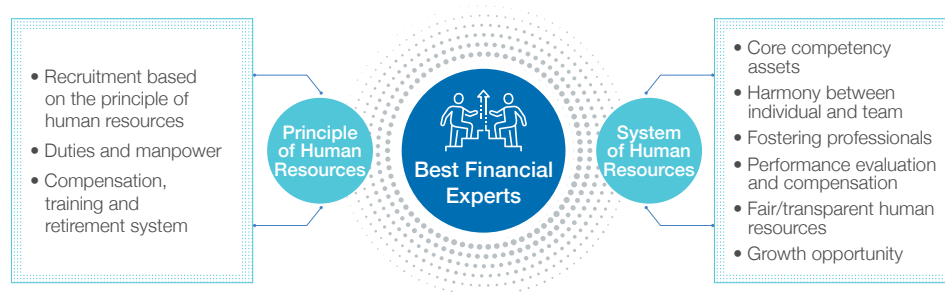 • Recruitment based
on the principle of
human resources
• Duties and manpower
• Compensation,
training and
retirement system
Principle
of Human
Resources
Best Financial
Experts
System
of Human
Resources
• Core competency
assets
• Harmony between
individual and team
• Fostering professionals
• Performance evaluation
and compensation
• Fair/transparent human
resources
• Growth opportunity